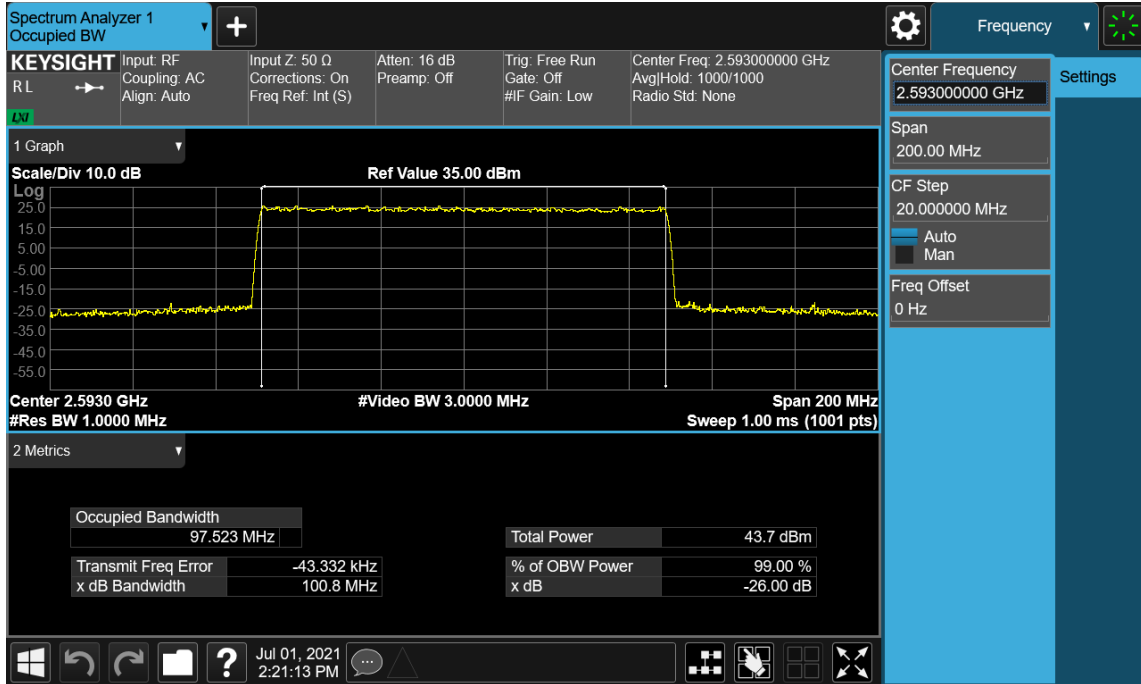 Spectrum Analyzer 1
Occupied BW
Frequency
KEYSIGHT
R L
LXI
Input: RF
Coupling: AC
Align: Auto
Input Z: 50 Ω
Corrections: On
Freq Ref: Int (S)
Atten: 16 dB
Preamp: Off
Trig: Free Run
Gate: Off
#IF Gain: Low
Center Freq: 2.593000000 GHz
Avg|Hold: 1000/1000
Radio Std: None
Center Frequency
2.593000000 GHz
Settings
Span
200.00 MHz
CF Step
20.000000 MHz
Auto
Man
Freq Offset
0 Hz
1 Graph
Scale/Div 10.0 dB
Ref Value 35.00 dBm
Log
25.0
15.0
5.00
-5.00
-15.0
-25.0
-35.0
-45.0
-55.0
Center 2.5930 GHz
#Video BW 3.0000 MHz
Span 200 MHz
#Res BW 1.0000 MHz
Sweep 1.00 ms (1001 pts)
2 Metrics
Occupied Bandwidth
97.523 MHz
Total Power 43.7 dBm
Transmit Freq Error -43.332 kHz
% of OBW Power 99.00 %
x dB Bandwidth 100.8 MHz
x dB -26.00 dB
?
Jul 01, 2021
2:21:13 PM